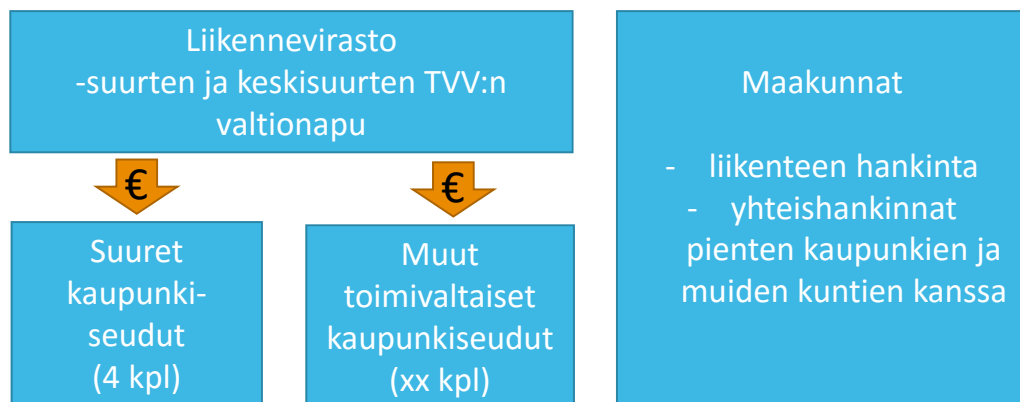 Liikennevirasto
-suurten ja keskisuurten TVV:n
valtionapu
€
€
Suuret
kaupunki-
seudut
(4 kpl)
Muut
toimivaltaiset
kaupunkiseudut
(xx kpl)
Maakunnat
- liikenteen hankinta
- yhteishankinnat
pienten kaupunkien ja
muiden kuntien kanssa